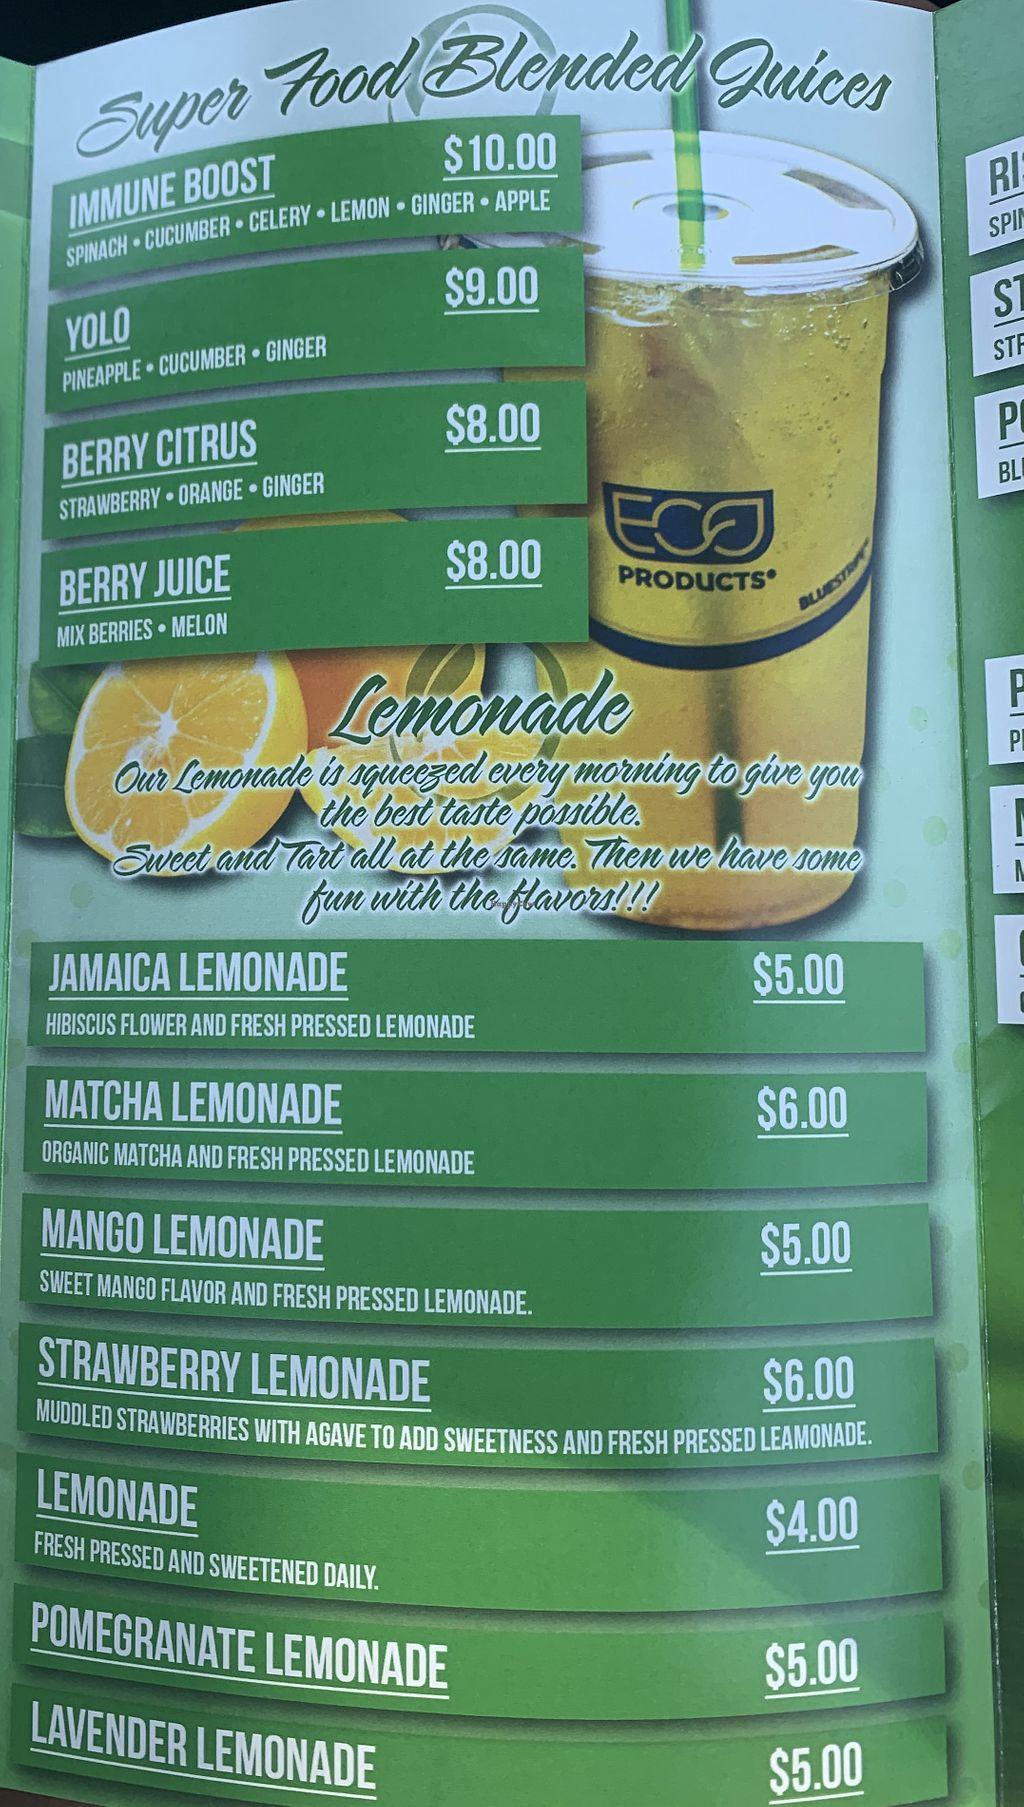 Super Food Blended Juices
IMMUNE BOOST $10.00
SPINACH • CUCUMBER • CELERY • LEMON • GINGER • APPLE
YOLO $9.00
PINEAPPLE • CUCUMBER • GINGER
BERRY CITRUS $8.00
STRAWBERRY • ORANGE • GINGER
BERRY JUICE $8.00
MIX BERRIES • MELON
ECO
PRODUCTS
Lemonade
Our Lemonade is squeezed every morning to give you
the best taste possible.
Sweet and Tart all at the same. Then we have some
fun with the flavors!!!
JAMAICA LEMONADE $5.00
HIBISCUS FLOWER AND FRESH PRESSED LEMONADE
MATCHA LEMONADE $6.00
ORGANIC MATCHA AND FRESH PRESSED LEMONADE
MANGO LEMONADE $5.00
SWEET MANGO FLAVOR AND FRESH PRESSED LEMONADE.
STRAWBERRY LEMONADE $6.00
MUDDLED STRAWBERRIES WITH AGAVE TO ADD SWEETNESS AND FRESH PRESSED LEAMONADE.
LEMONADE $4.00
FRESH PRESSED AND SWEETENED DAILY.
POMEGRANATE LEMONADE $5.00
LAVENDER LEMONADE $5.00